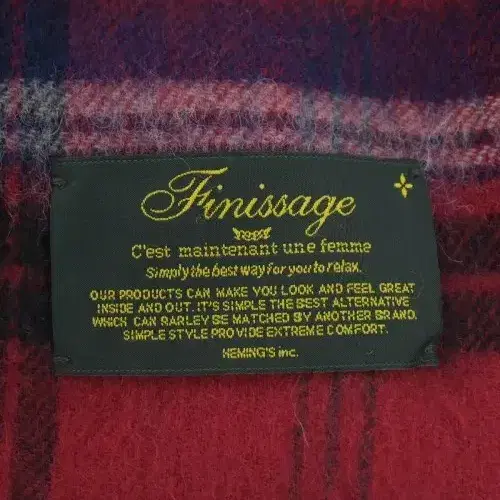 Finissage
C'est maintenant une femme
Simply the best way for you to relax.
OUR PRODUCTS CAN MAKE YOU LOOK AND FEEL GREAT
INSIDE AND OUT. IT'S SIMPLE THE BEST ALTERNATIVE
WHICH CAN RARLEY BE MATCHED BY ANOTHER BRAND.
SIMPLE STYLE PROVIDE EXTREME COMFORT.
HEMING'S inc.